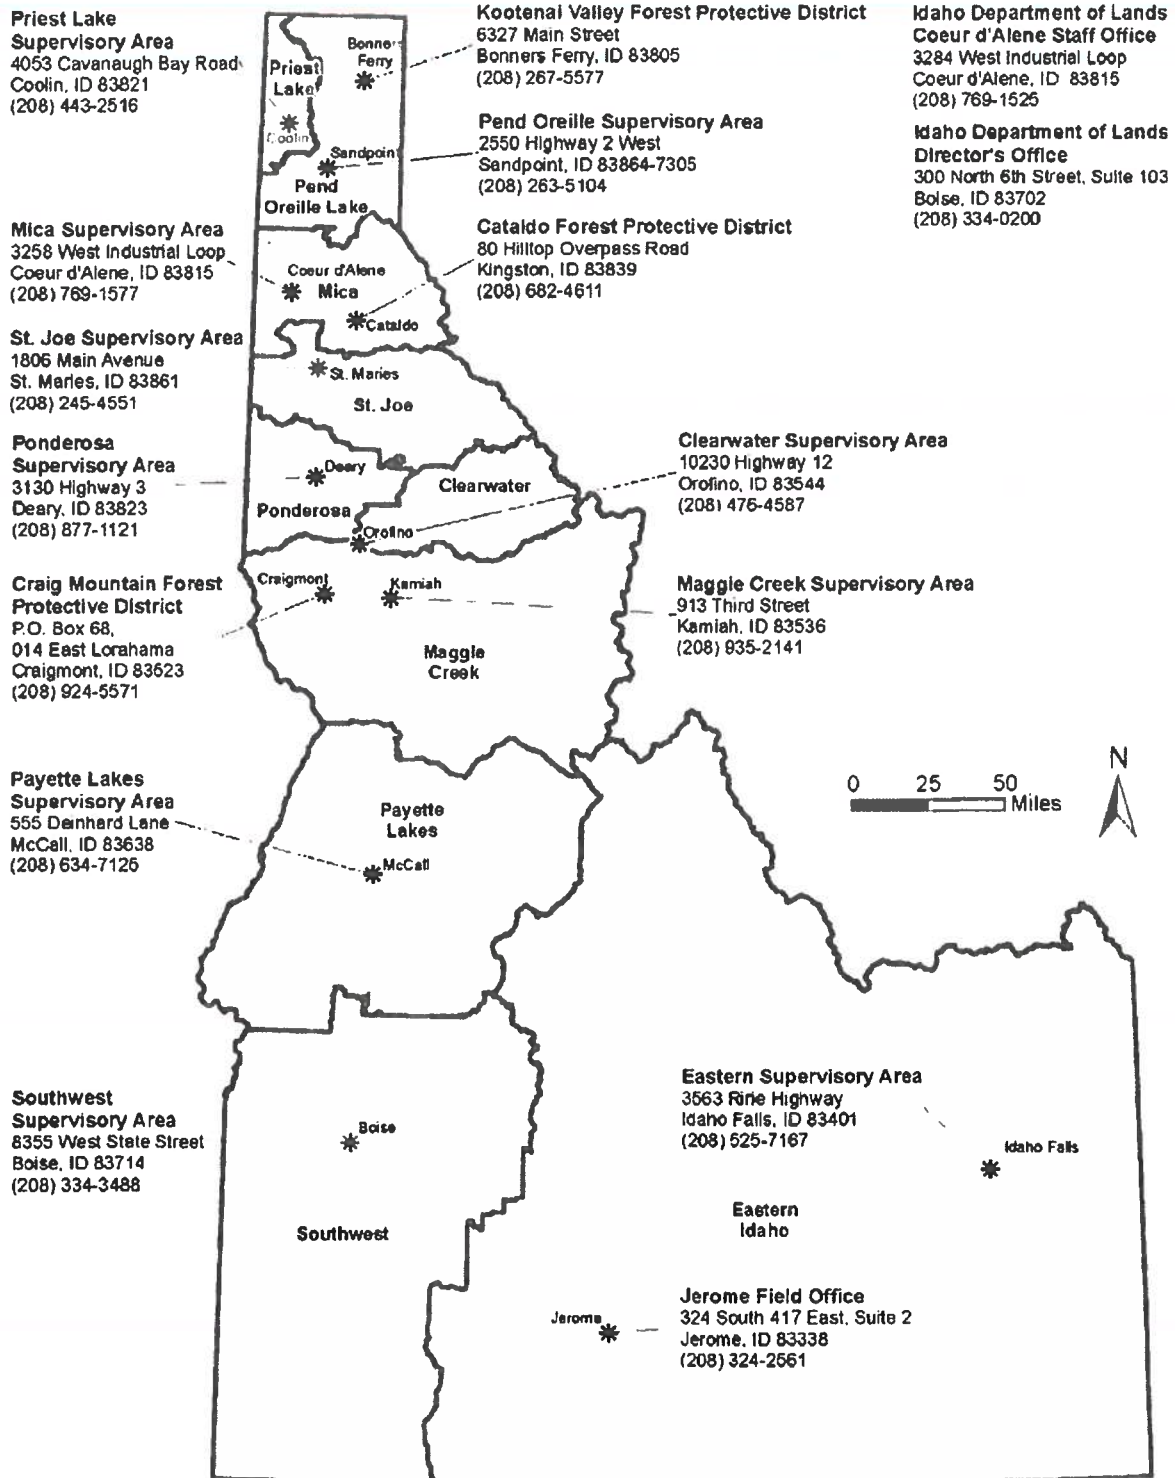 Priest Lake
Supervisory Area
4053 Cavanaugh Bay Road
Coolin, ID 83821
(208) 443-2516
Kootenai Valley Forest Protective District
6327 Main Street
Bonners Ferry, ID 83805
(208) 267-5577
Idaho Department of Lands
Coeur d'Alene Staff Office
3284 West Industrial Loop
Coeur d'Alene, ID 83815
(208) 769-1525
Idaho Department of Lands
Director's Office
300 North 6th Street, Suite 103
Boise, ID 83702
(208) 334-0200
Bonners
Ferry
Priest
Lake
Coolin
Sandpoint
Pend
Oreille Lake
Pend Oreille Supervisory Area
2550 Highway 2 West
Sandpoint, ID 83864-7305
(208) 263-5104
Mica Supervisory Area
3258 West Industrial Loop
Coeur d'Alene, ID 83815
(208) 769-1577
Cataldo Forest Protective District
80 Hilltop Overpass Road
Kingston, ID 83839
(208) 682-4611
Coeur d'Alene
Mica
Cataldo
St. Joe Supervisory Area
1806 Main Avenue
St. Maries, ID 83861
(208) 245-4551
St. Maries
St. Joe
Ponderosa
Supervisory Area
3130 Highway 3
Deary, ID 83823
(208) 877-1121
Deary
Ponderosa
Clearwater
Orofino
Clearwater Supervisory Area
10230 Highway 12
Orofino, ID 83544
(208) 476-4587
Craig Mountain Forest
Protective District
P.O. Box 68,
014 East Lorahama
Craigmont, ID 83523
(208) 924-5571
Craigmont
Kamiah
Maggie
Creek
Maggie Creek Supervisory Area
913 Third Street
Kamiah, ID 83536
(208) 935-2141
Payette Lakes
Supervisory Area
555 Deinhard Lane
McCall, ID 83638
(208) 634-7125
Payette
Lakes
McCall
0 25 50
Miles
N
Southwest
Supervisory Area
8355 West State Street
Boise, ID 83714
(208) 334-3488
Boise
Southwest
Eastern Supervisory Area
3563 Ririe Highway
Idaho Falls, ID 83401
(208) 525-7167
Idaho Falls
Eastern
Idaho
Jerome
Jerome Field Office
324 South 417 East, Suite 2
Jerome, ID 83338
(208) 324-2561